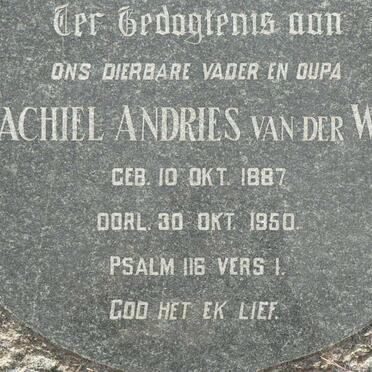 Ter Gedagtenis aan
ONS DIERBARE VADER EN OUPA
ACHIEL ANDRIES VAN DER W
GEB. 10 OKT. 1887
OORL. 30 OKT. 1950.
PSALM 116 VERS 1.
GOD HET EK LIEF.